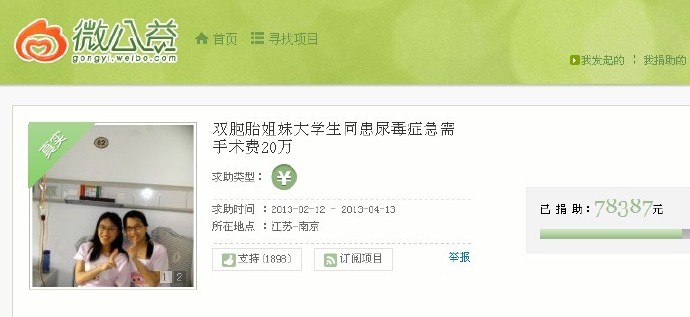 微公益
gongyi.weibo.com
首页
寻找项目
我发起的
我捐助的
真实
82
1 2
双胞胎姐妹大学生同患尿毒症急需
手术费20万
求助类型：¥
求助时间：2013-02-12 - 2013-04-13
所在地点：江苏-南京
支持(1898)
订阅项目
举报
已捐助：78387元